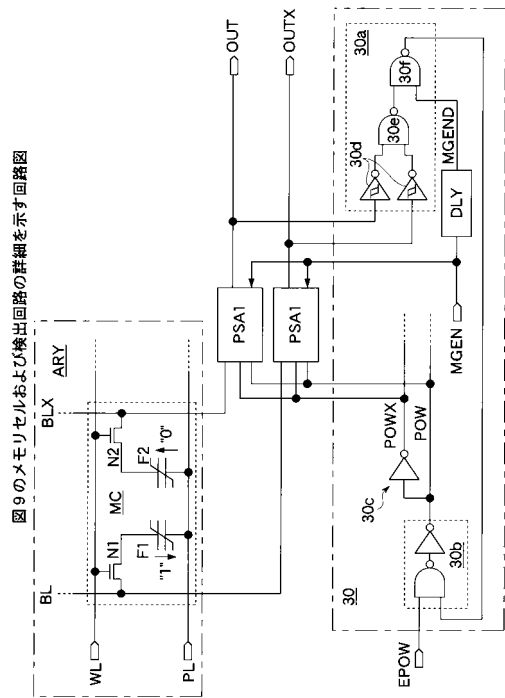 図9のメモリセルおよび検出回路の詳細を示す回路図
BL
BLX
ARY
WL
N1
MC
N2
F1
F2
"1"
"0"
PL
PSA1
PSA1
OUT
OUTX
30
30a
30d
30e
30f
MGEND
DLY
MGEN
POWX
POW
30c
30b
EPOW